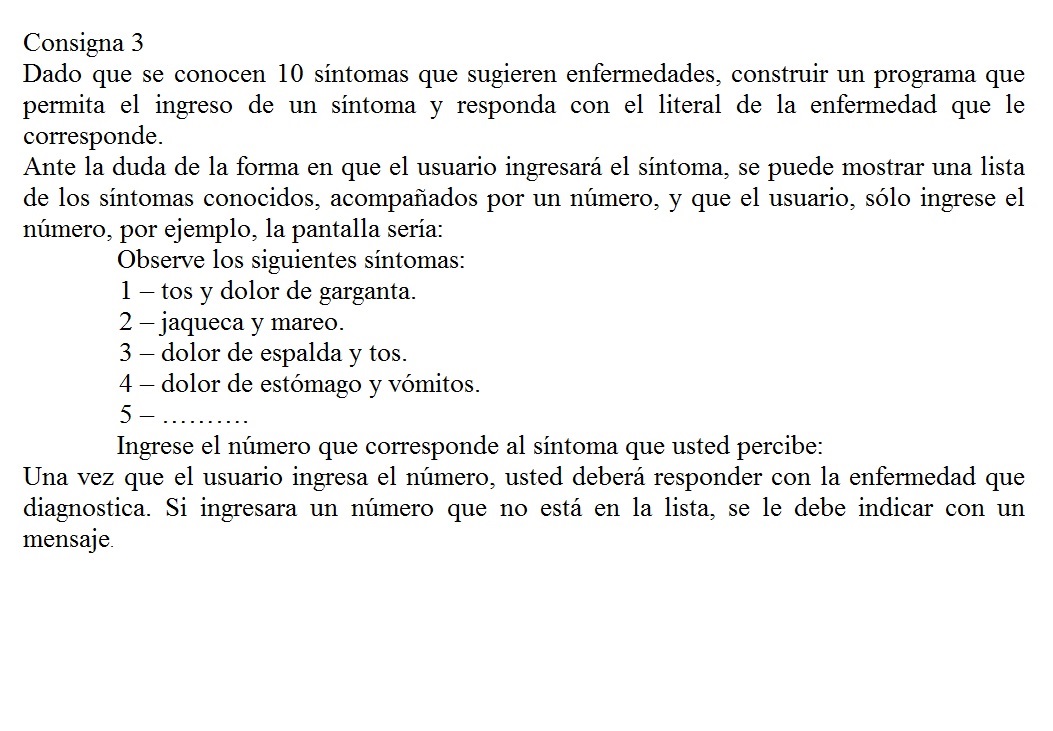 Consigna 3
Dado que se conocen 10 síntomas que sugieren enfermedades, construir un programa que
permita el ingreso de un síntoma y responda con el literal de la enfermedad que le
corresponde.
Ante la duda de la forma en que el usuario ingresará el síntoma, se puede mostrar una lista
de los síntomas conocidos, acompañados por un número, y que el usuario, sólo ingrese el
número, por ejemplo, la pantalla sería:
Observe los siguientes síntomas:
1 – tos y dolor de garganta.
2 – jaqueca y mareo.
3 – dolor de espalda y tos.
4 – dolor de estómago y vómitos.
5 – ……….
Ingrese el número que corresponde al síntoma que usted percibe:
Una vez que el usuario ingresa el número, usted deberá responder con la enfermedad que
diagnostica. Si ingresara un número que no está en la lista, se le debe indicar con un
mensaje.